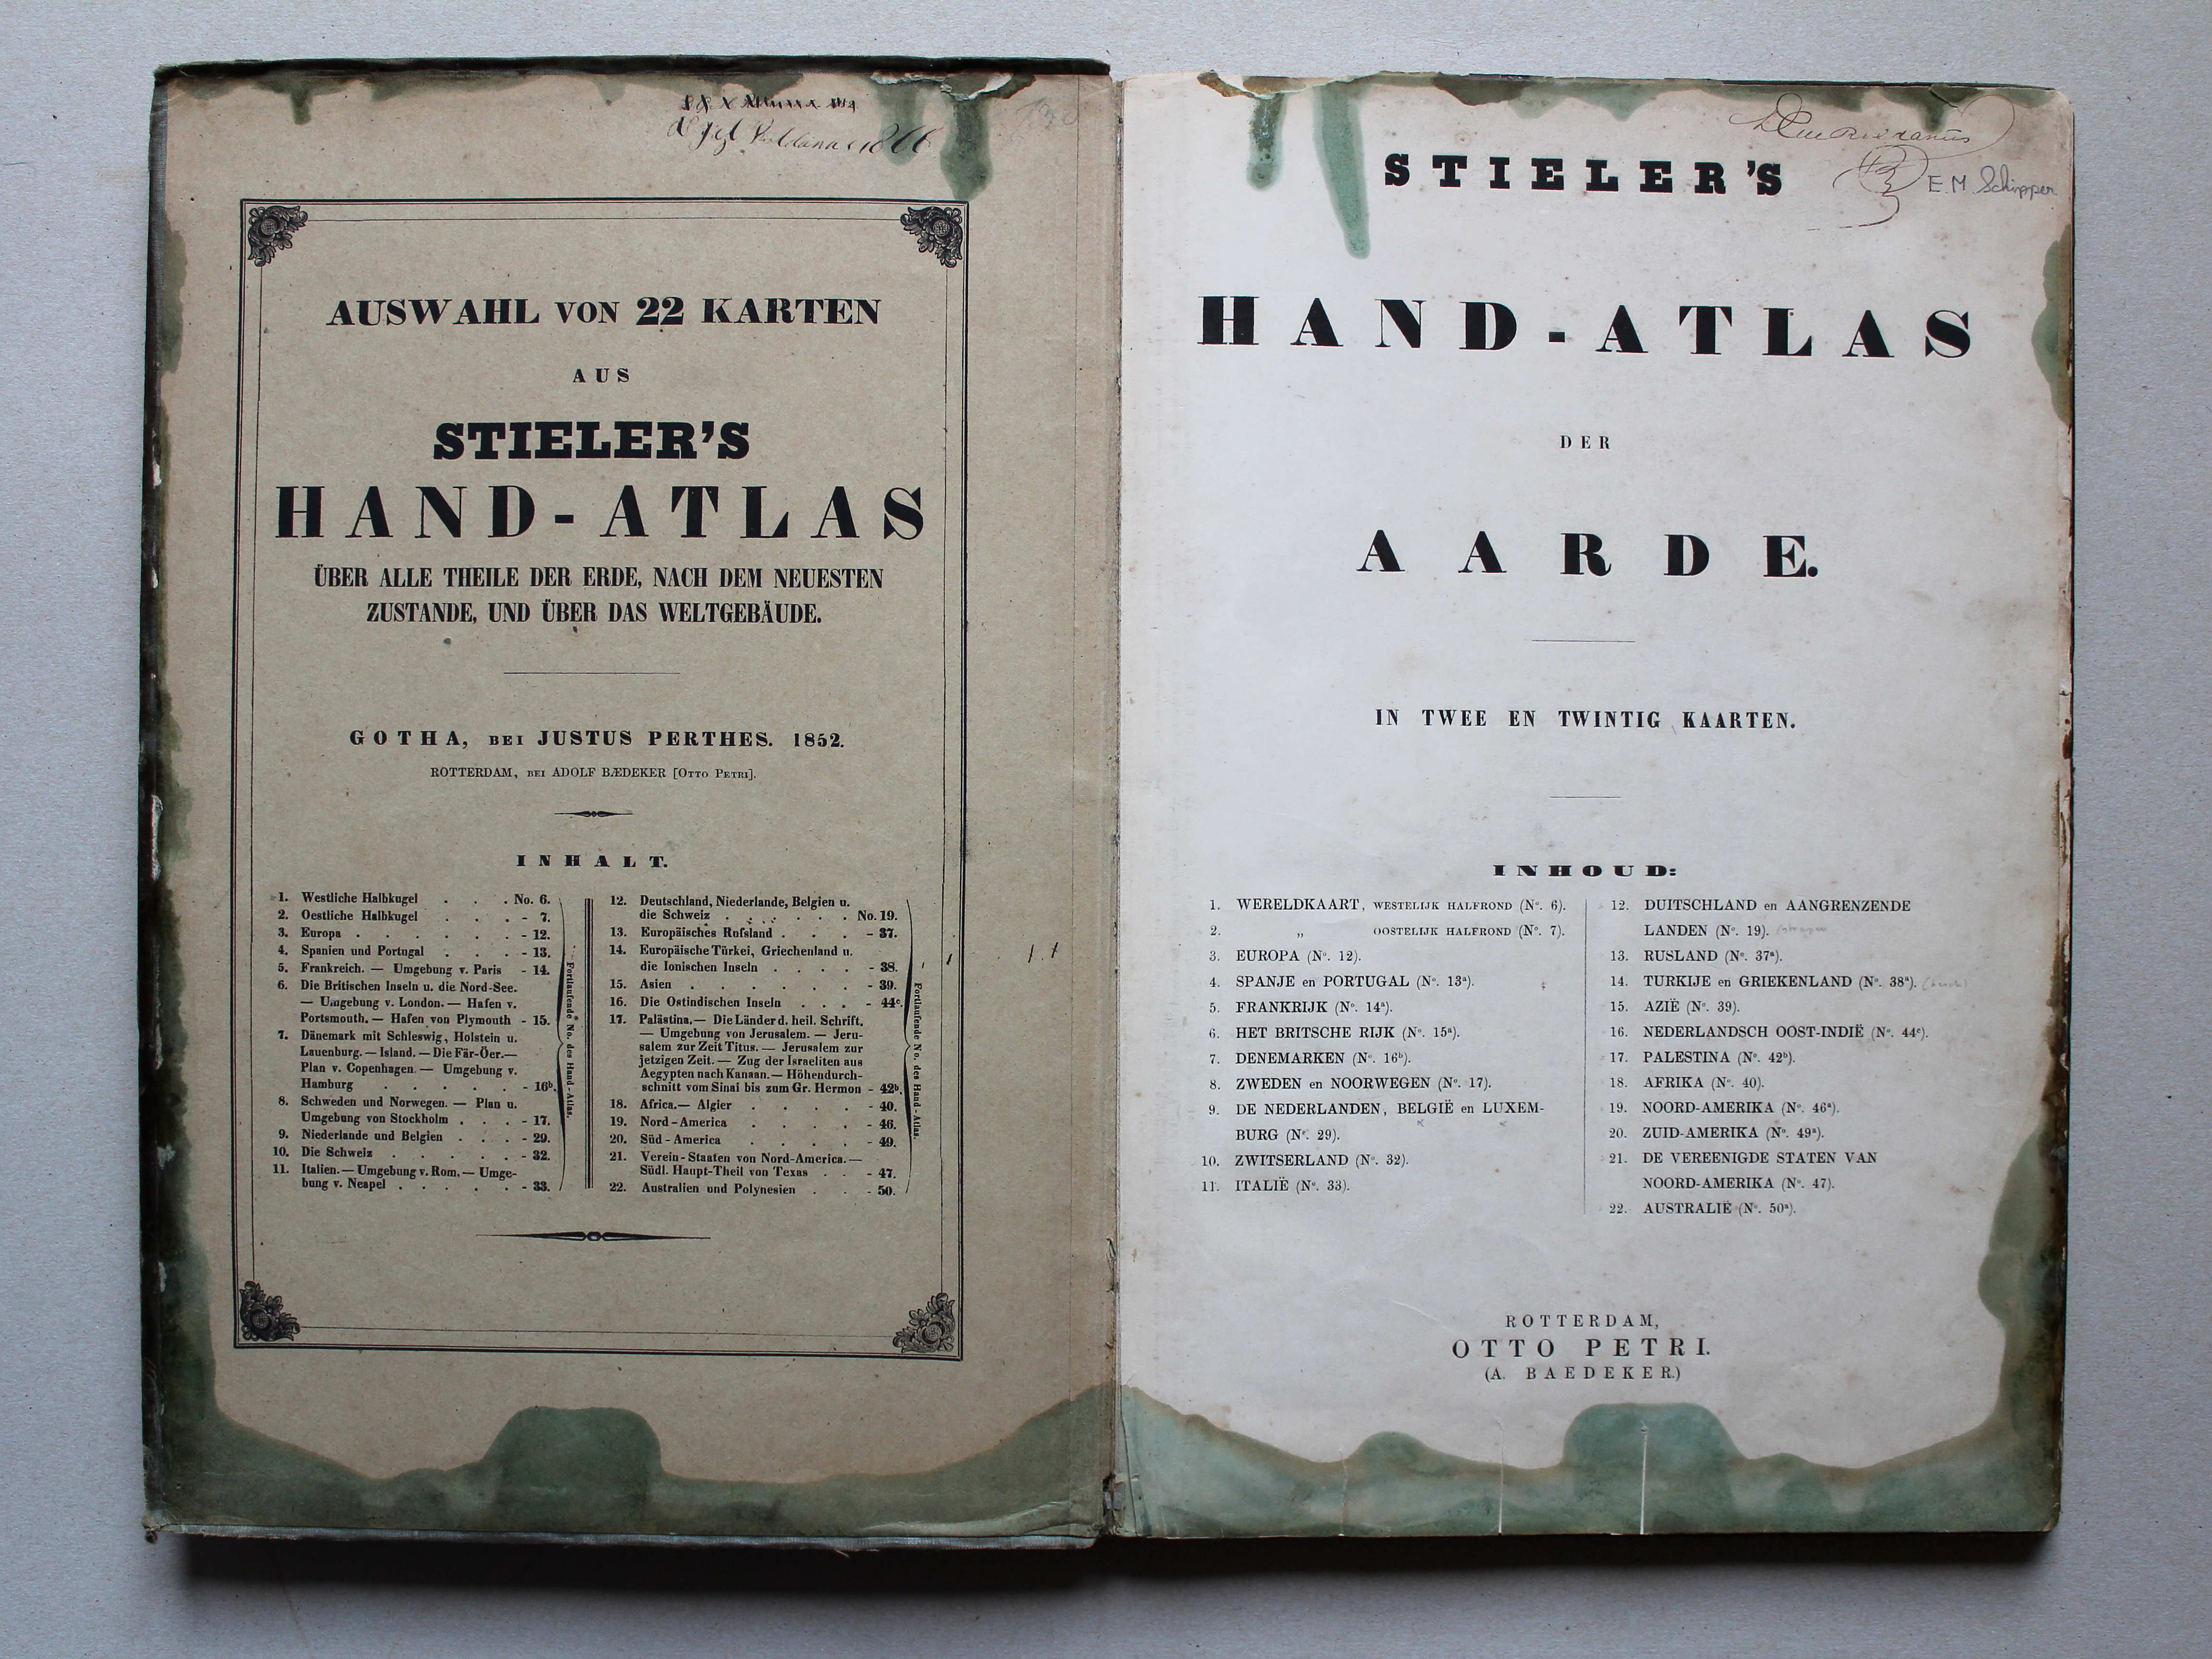 1866
AUSWAHL VON 22 KARTEN
AUS
STIELER'S
HAND-ATLAS
ÜBER ALLE THEILE DER ERDE, NACH DEM NEUESTEN
ZUSTANDE, UND ÜBER DAS WELTGEBÄUDE.
GOTHA, BEI JUSTUS PERTHES. 1852.
ROTTERDAM, BEI ADOLF BÆDEKER [OTTO PETRI].
INHALT.
1. Westliche Halbkugel . . . No. 6.
2. Oestliche Halbkugel . . . - 7.
3. Europa . . . . . . - 12.
4. Spanien und Portugal . . . - 13.
5. Frankreich. — Umgebung v. Paris - 14.
6. Die Britischen Inseln u. die Nord-See.
— Umgebung v. London. — Hafen v.
Portsmouth. — Hafen von Plymouth - 15.
7. Dänemark mit Schleswig, Holstein u.
Lauenburg. — Island. — Die Fär-Öer. —
Plan v. Copenhagen. — Umgebung v.
Hamburg . . . . . - 16b.
8. Schweden und Norwegen. — Plan u.
Umgebung von Stockholm . . . - 17.
9. Niederlande und Belgien . . . - 29.
10. Die Schweiz . . . . . - 32.
11. Italien. — Umgebung v. Rom. — Umge-
bung v. Neapel . . . . . - 33.
Fortlaufende No. des Hand-Atlas.
12. Deutschland, Niederlande, Belgien u.
die Schweiz . . . . . . No. 19.
13. Europäisches Rußland . . . - 37.
14. Europäische Türkei, Griechenland u.
die Ionischen Inseln . . . . - 38.
15. Asien . . . . . . - 39.
16. Die Ostindischen Inseln . . . - 44c.
17. Palästina. — Die Länder d. heil. Schrift.
— Umgebung von Jerusalem. — Jeru-
salem zur Zeit Titus. — Jerusalem zur
jetzigen Zeit. — Zug der Israeliten aus
Aegypten nach Kanaan. — Höhendurch-
schnitt vom Sinai bis zum Gr. Hermon - 42b.
18. Africa. — Algier . . . . - 40.
19. Nord-America . . . . - 46.
20. Süd-America . . . . - 49.
21. Verein-Staaten von Nord-America. —
Südl. Haupt-Theil von Texas . . - 47.
22. Australien und Polynesien . . - 50.
Fortlaufende No. des Hand-Atlas.
E.M. Schipper
STIELER'S
HAND-ATLAS
DER
AARDE.
IN TWEE EN TWINTIG KAARTEN.
INHOUD:
1. WERELDKAART, WESTELIJK HALFROND (No. 6).
2. „ OOSTELIJK HALFROND (No. 7).
3. EUROPA (No. 12).
4. SPANJE en PORTUGAL (No. 13a).
5. FRANKRIJK (No. 14a).
6. HET BRITSCHE RIJK (No. 15a).
7. DENEMARKEN (No. 16b).
8. ZWEDEN en NOORWEGEN (No. 17).
9. DE NEDERLANDEN, BELGIË en LUXEM-
BURG (No. 29).
10. ZWITSERLAND (No. 32).
11. ITALIË (No. 33).
12. DUITSCHLAND en AANGRENZENDE
LANDEN (No. 19).
13. RUSLAND (No. 37a).
14. TURKIJE en GRIEKENLAND (No. 38a).
15. AZIË (No. 39).
16. NEDERLANDSCH OOST-INDIË (No. 44c).
17. PALESTINA (No. 42b).
18. AFRIKA (No. 40).
19. NOORD-AMERIKA (No. 46a).
20. ZUID-AMERIKA (No. 49a).
21. DE VEREENIGDE STATEN VAN
NOORD-AMERIKA (No. 47).
22. AUSTRALIË (No. 50a).
ROTTERDAM,
OTTO PETRI.
(A. BAEDEKER.)